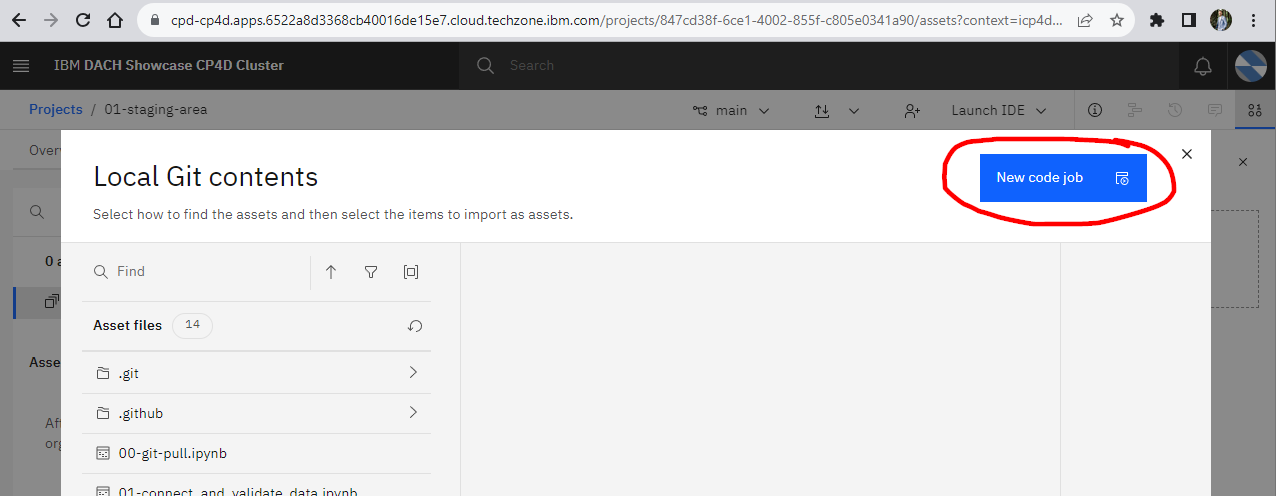 cpd-cp4d.apps.6522a8d3368cb40016de15e7.cloud.techzone.ibm.com/projects/847cd38f-6ce1-4002-855f-c805e0341a90/assets?context=icp4d...
IBM DACH Showcase CP4D Cluster
Search
Projects / 01-staging-area
main
Launch IDE
Over
Local Git contents
New code job
Select how to find the assets and then select the items to import as assets.
0 a
Find
Asset files 14
Asse
.git
.github
Aft
org
00-git-pull.ipynb
01-connect_and_validate_data.ipynb